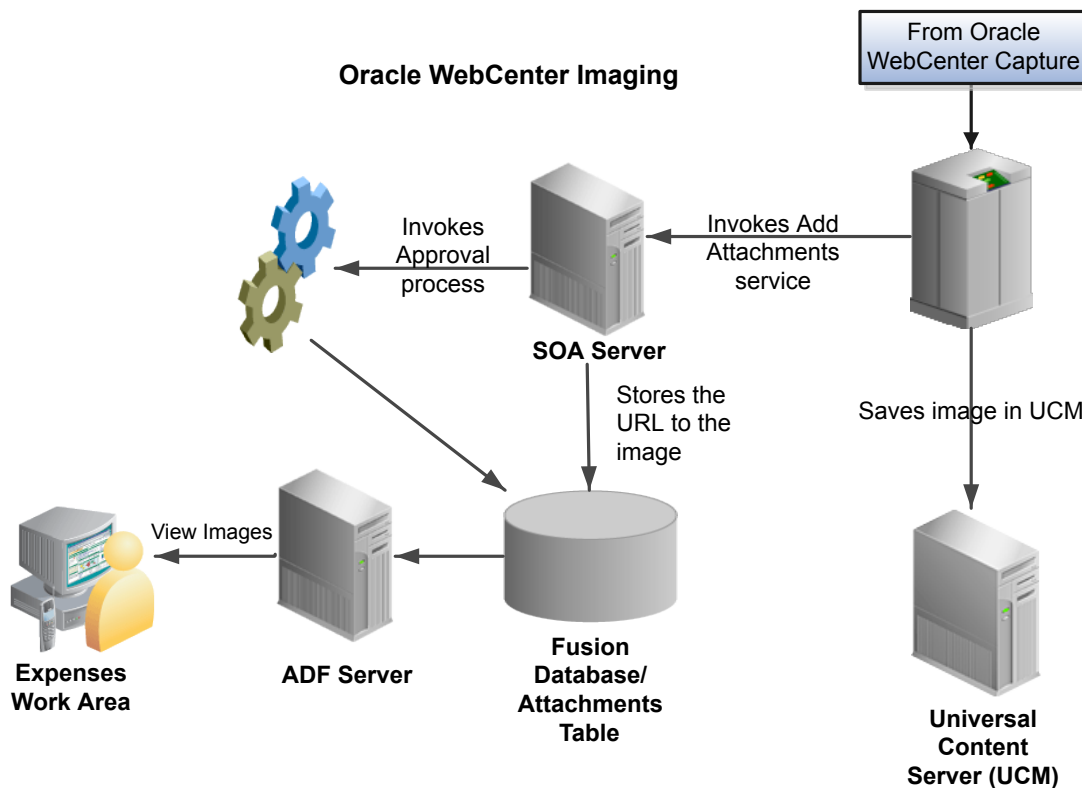 From Oracle
WebCenter Capture
Oracle WebCenter Imaging
Invokes
Approval
process
Invokes Add
Attachments
service
SOA Server
Stores the
URL to the
image
Saves image in UCM
View Images
Expenses
Work Area
ADF Server
Fusion
Database/
Attachments
Table
Universal
Content
Server (UCM)